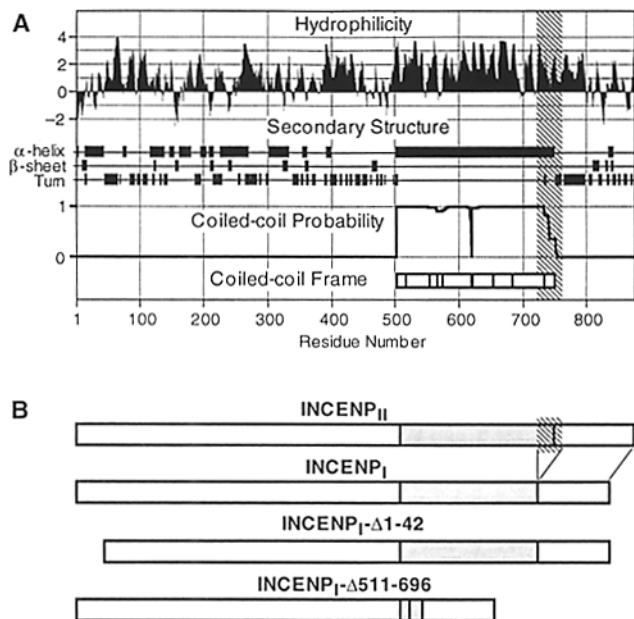 A
Hydrophilicity
4
2
0
−2
Secondary Structure
α-helix
β-sheet
Turn
1
Coiled-coil Probability
0
Coiled-coil Frame
1 100 200 300 400 500 600 700 800
Residue Number
B
INCENPII
INCENPI
INCENPI-Δ1-42
INCENPI-Δ511-696